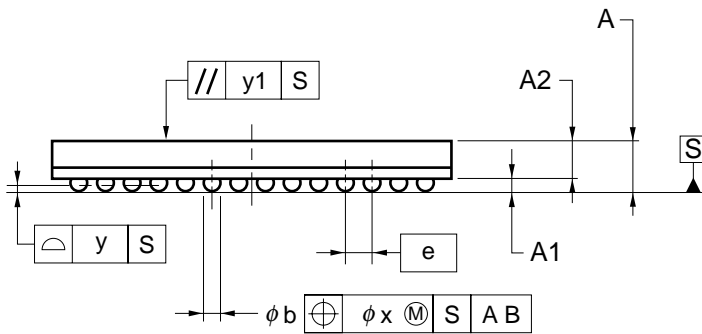 A
// y1 S
A2
S
⌓ y S
e
A1
φb ⌖ φx Ⓜ S A B